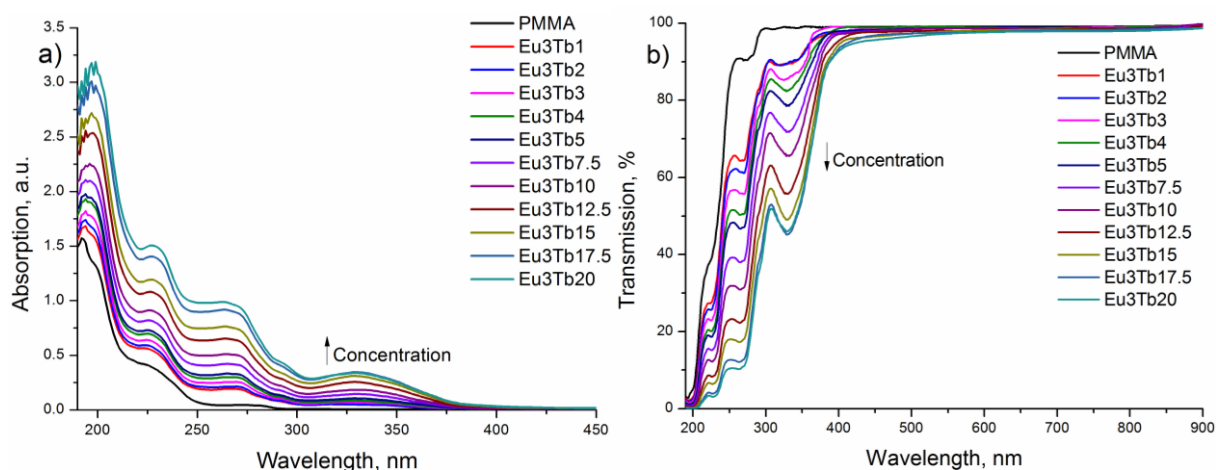 a)
Absorption, a.u.
3.5
3.0
2.5
2.0
1.5
1.0
0.5
0.0
200 250 300 350 400 450
Wavelength, nm
Concentration
PMMA
Eu3Tb1
Eu3Tb2
Eu3Tb3
Eu3Tb4
Eu3Tb5
Eu3Tb7.5
Eu3Tb10
Eu3Tb12.5
Eu3Tb15
Eu3Tb17.5
Eu3Tb20
b)
Transmission, %
100
80
60
40
20
0
200 300 400 500 600 700 800 900
Wavelength, nm
Concentration
PMMA
Eu3Tb1
Eu3Tb2
Eu3Tb3
Eu3Tb4
Eu3Tb5
Eu3Tb7.5
Eu3Tb10
Eu3Tb12.5
Eu3Tb15
Eu3Tb17.5
Eu3Tb20